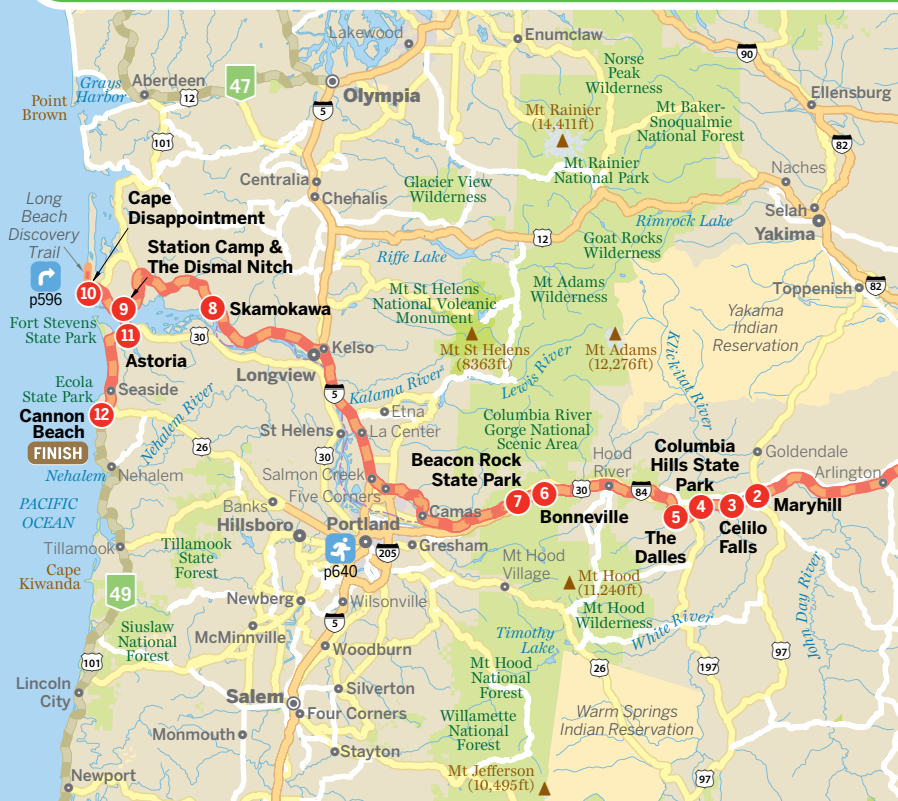 Lakewood
Enumclaw
90
Norse
Peak
Wilderness
Grays
Harbor
Aberdeen
47
12
Olympia
Ellensburg
Point
Brown
5
Mt Rainier
(14,411ft)
Mt Baker-
Snoqualmie
National Forest
82
101
Mt Rainier
National Park
Naches
Centralia
Chehalis
Glacier View
Wilderness
Long
Beach
Discovery
Trail
Cape
Disappointment
Selah
Yakima
Rimrock Lake
12
Goat Rocks
Wilderness
Station Camp &
The Dismal Nitch
Riffe Lake
p596
10
9
8
Skamokawa
Mt St Helens
National Volcanic
Monument
Mt Adams
Wilderness
Toppenish
82
Yakama
Indian
Reservation
Fort Stevens
State Park
11
30
Astoria
Kelso
Longview
Mt St Helens
(8363ft)
Mt Adams
(12,276ft)
Klickitat River
Lewis River
Ecola
State Park
Seaside
5
Kalama River
Cannon
Beach
12
FINISH
Nehalem River
Etna
La Center
St Helens
Columbia River
Gorge National
Scenic Area
26
30
Nehalem
Nehalem
Salmon Creek
Five Corners
Beacon Rock
State Park
Hood
River
Columbia
Hills State
Park
Goldendale
Arlington
PACIFIC
OCEAN
Banks
Hillsboro
Portland
Camas
7
6
30
84
Bonneville
5
4
3
2
Maryhill
The
Dalles
Celilo
Falls
Tillamook
Tillamook
State
Forest
p640
205
Gresham
Mt Hood
Village
Cape
Kiwanda
49
Mt Hood
(11,240ft)
Mt Hood
Wilderness
John Day River
Newberg
Wilsonville
5
Siuslaw
National
Forest
McMinnville
Timothy
Lake
White River
101
Woodburn
26
197
97
Mt Hood
National
Forest
Lincoln
City
Salem
Silverton
Four Corners
Willamette
National
Forest
Warm Springs
Indian Reservation
Monmouth
Stayton
Newport
Mt Jefferson
(10,495ft)
97